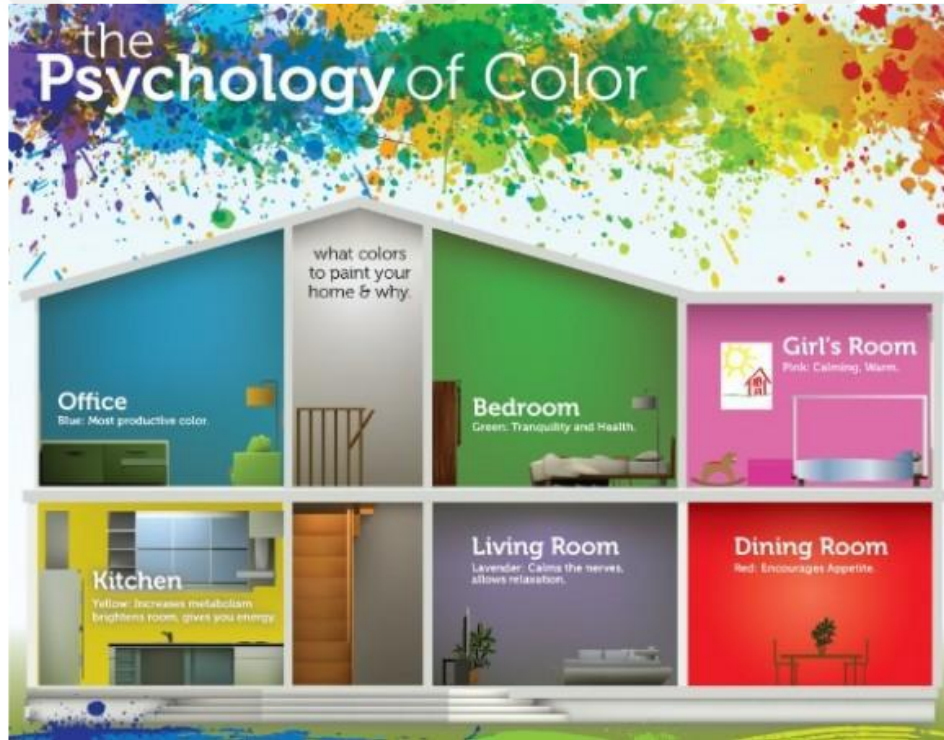 the
Psychology of Color
what colors
to paint your
home & why.
Office
Blue: Most productive color.
Bedroom
Green: Tranquility and Health.
Girl's Room
Pink: Calming, Warm.
Kitchen
Yellow: Increases metabolism
brightens room, gives you energy.
Living Room
Lavender: Calms the nerves,
allows relaxation.
Dining Room
Red: Encourages Appetite.